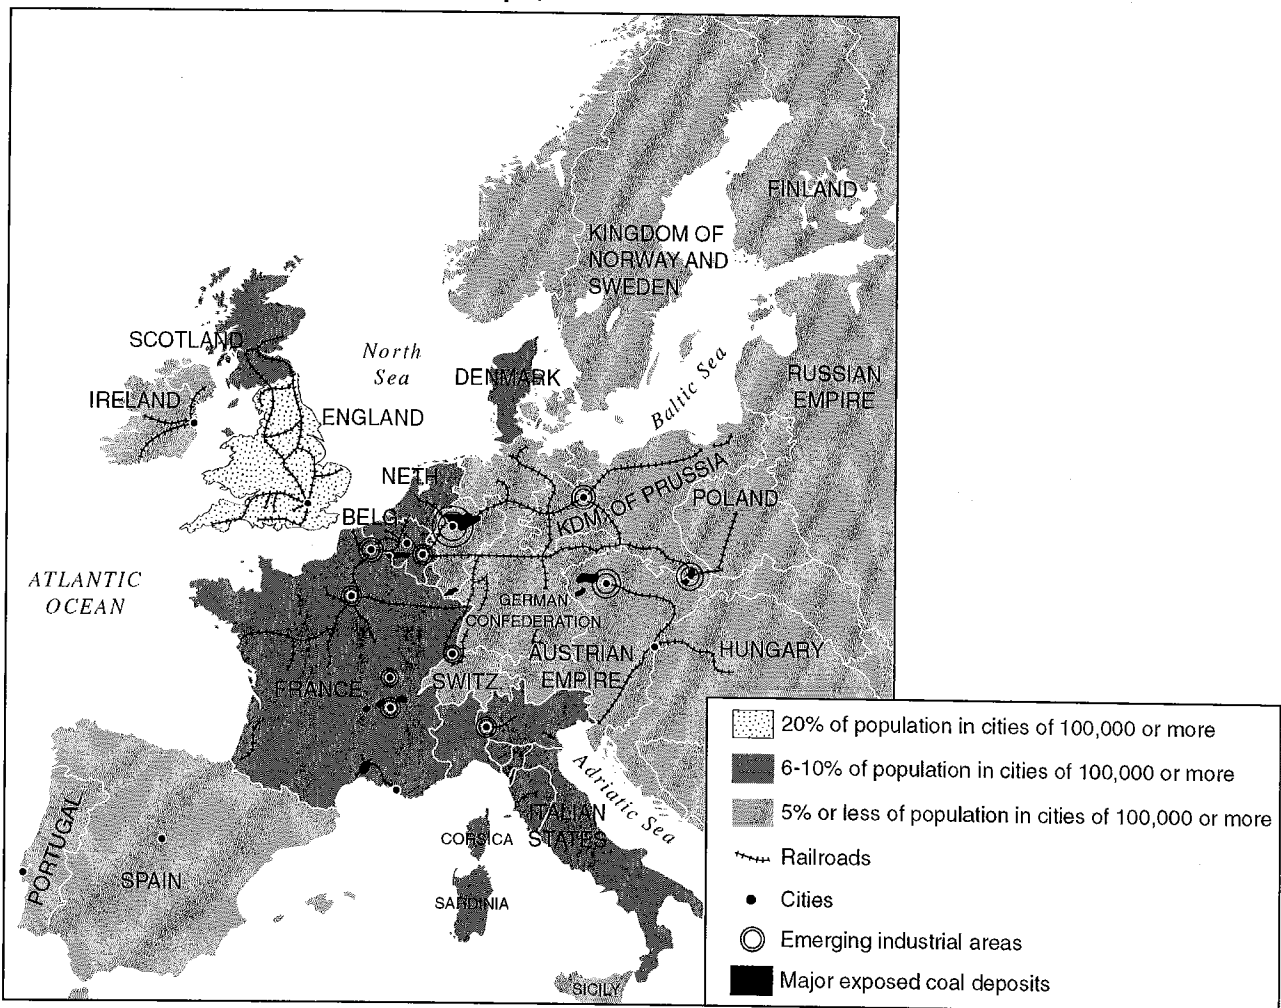 FINLAND
KINGDOM OF
NORWAY AND
SWEDEN
SCOTLAND
North
Sea
DENMARK
Baltic Sea
RUSSIAN
EMPIRE
IRELAND
ENGLAND
NETH.
KDM. OF PRUSSIA
POLAND
BELG.
ATLANTIC
OCEAN
GERMAN
CONFEDERATION
AUSTRIAN
EMPIRE
HUNGARY
FRANCE
SWITZ.
Adriatic Sea
ITALIAN
STATES
CORSICA
PORTUGAL
SPAIN
SARDINIA
SICILY
20% of population in cities of 100,000 or more
6-10% of population in cities of 100,000 or more
5% or less of population in cities of 100,000 or more
Railroads
Cities
Emerging industrial areas
Major exposed coal deposits